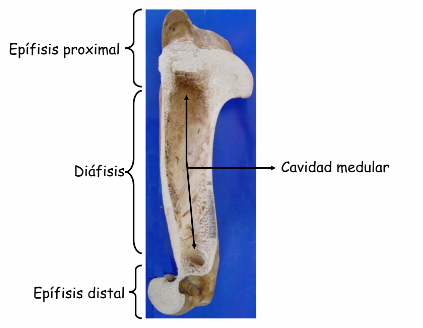 Epífisis proximal
Diáfisis
Cavidad medular
Epífisis distal